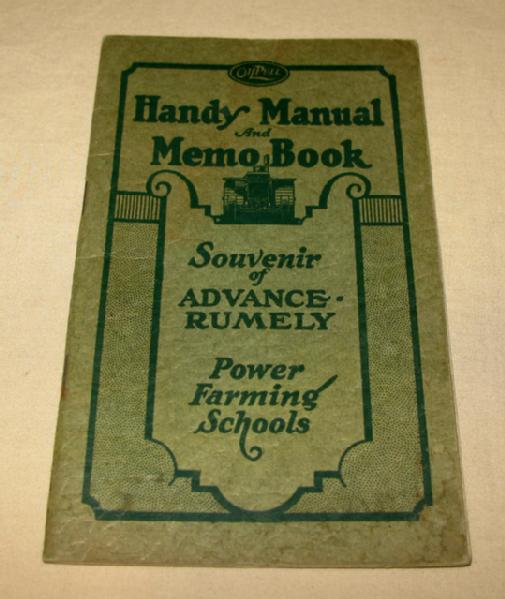 OILPULL
Handy Manual
And
Memo Book
Souvenir
of
ADVANCE-
RUMELY
Power
Farming
Schools